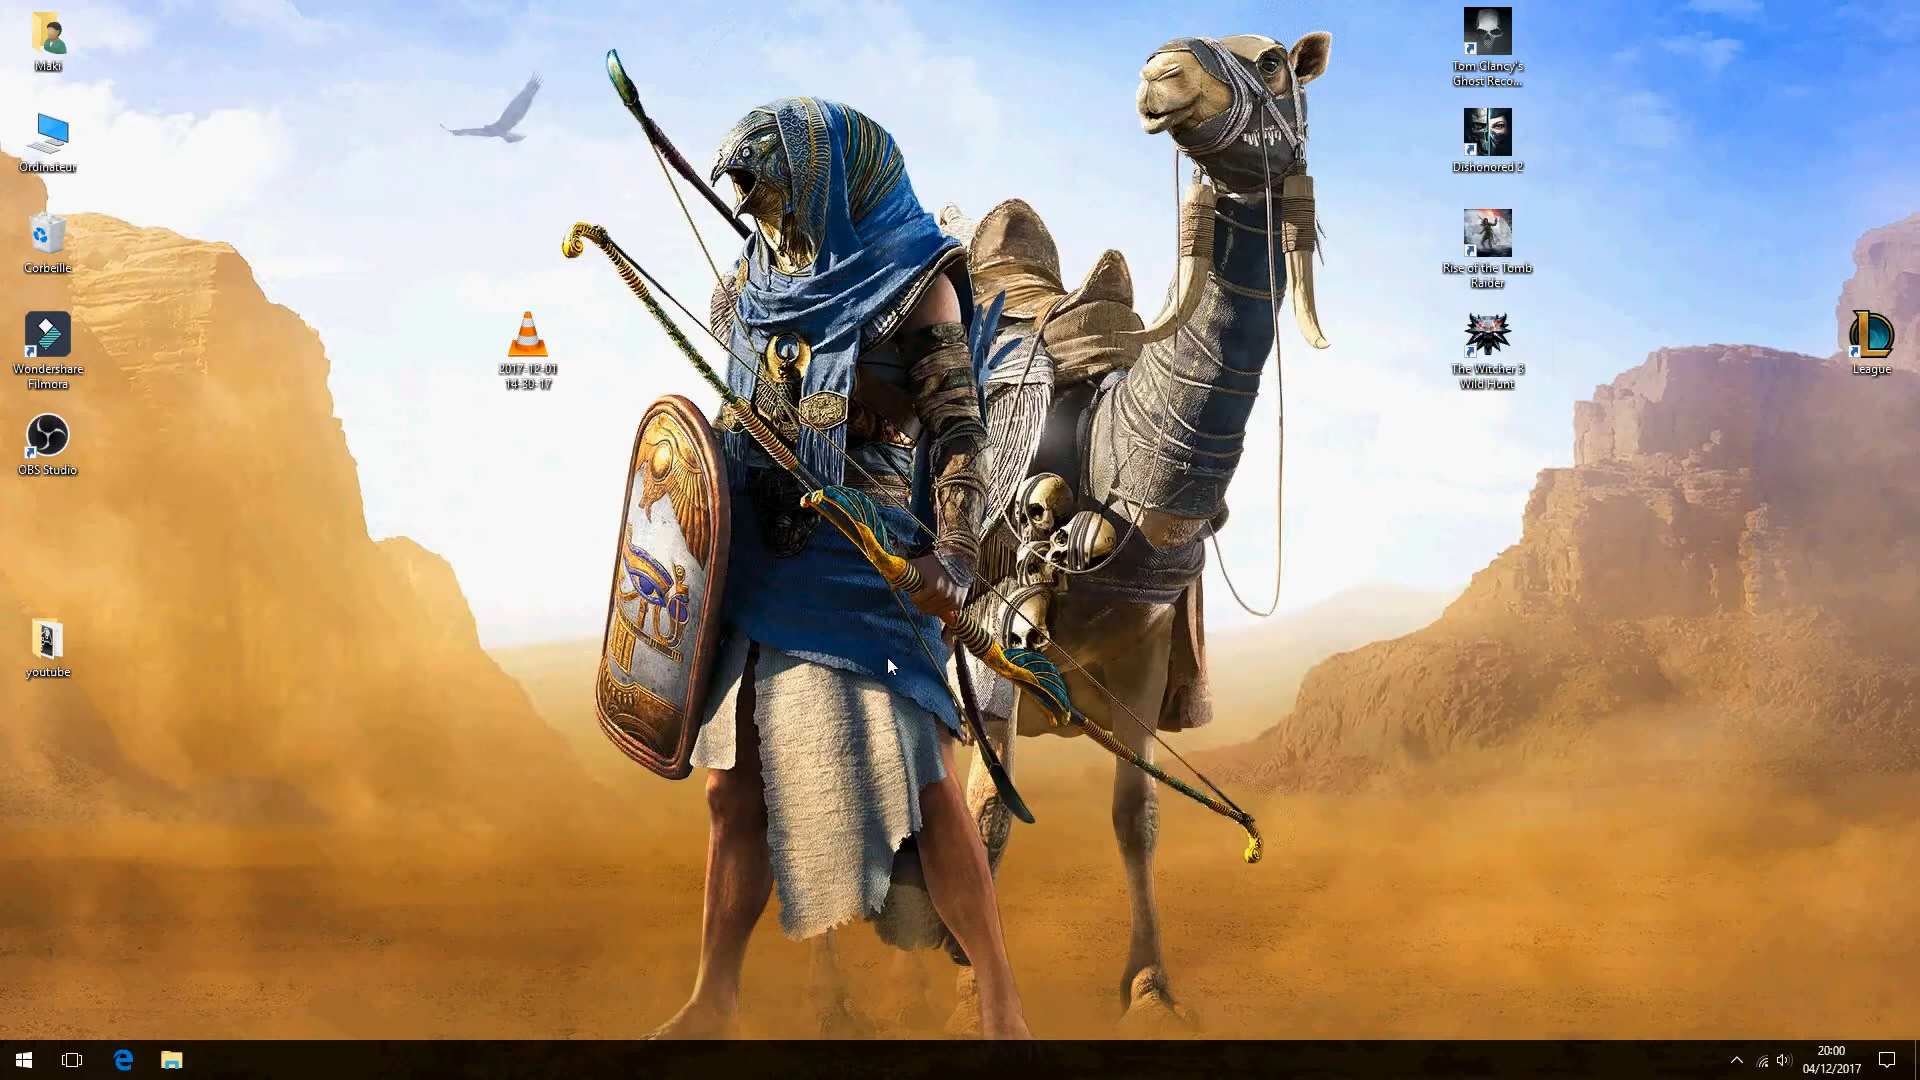 Maki
Ordinateur
Corbeille
Wondershare
Filmora
OBS Studio
youtube
2017-12-01
14-30-17
Tom Clancy's
Ghost Reco...
Dishonored 2
Rise of the Tomb
Raider
The Witcher 3
Wild Hunt
League
20:00
04/12/2017